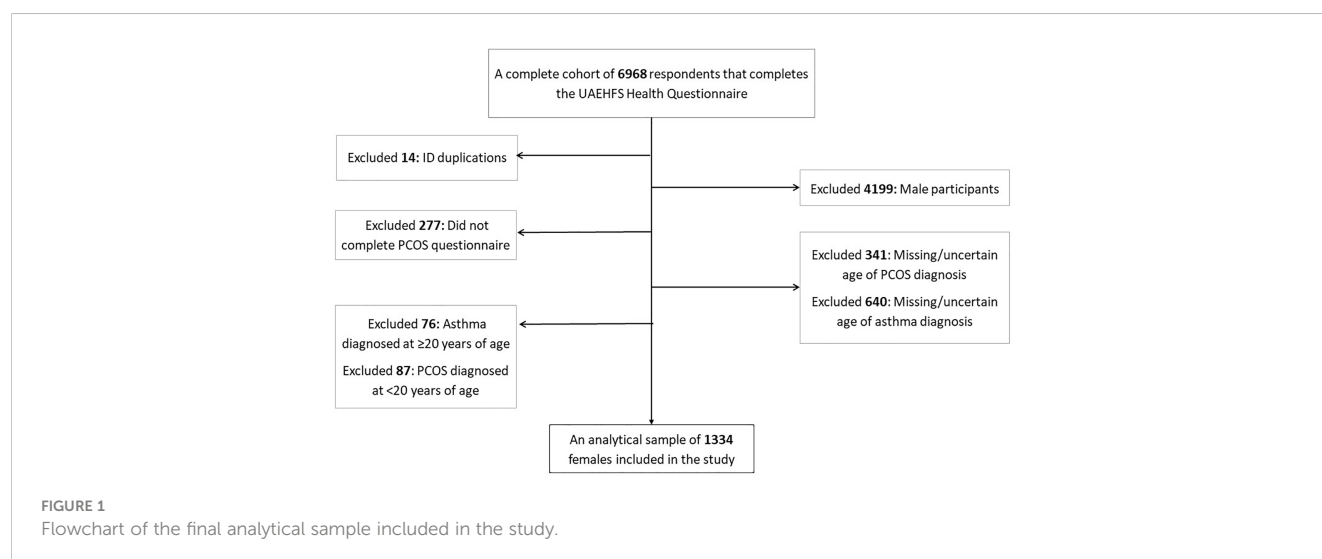 A complete cohort of 6968 respondents that completes
the UAEHFS Health Questionnaire
Excluded 14: ID duplications
Excluded 4199: Male participants
Excluded 277: Did not
complete PCOS questionnaire
Excluded 341: Missing/uncertain
age of PCOS diagnosis
Excluded 640: Missing/uncertain
age of asthma diagnosis
Excluded 76: Asthma
diagnosed at ≥20 years of age
Excluded 87: PCOS diagnosed
at <20 years of age
An analytical sample of 1334
females included in the study
FIGURE 1
Flowchart of the final analytical sample included in the study.